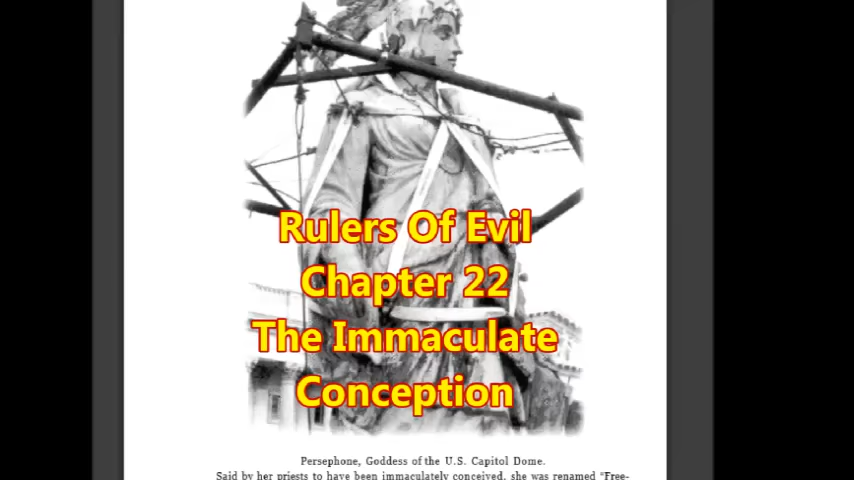 Rulers Of Evil
Chapter 22
The Immaculate
Conception
Persephone, Goddess of the U.S. Capitol Dome.
Said by her priests to have been immaculately conceived, she was renamed “Free-